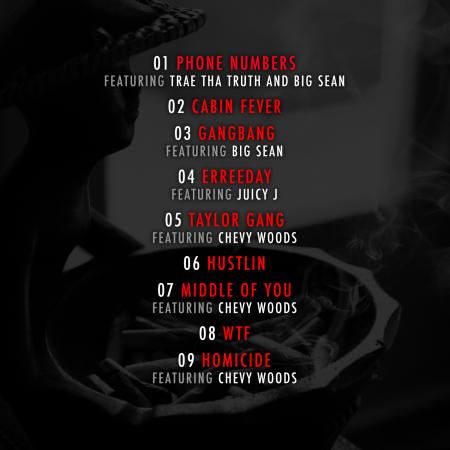 01 PHONE NUMBERS
FEATURING TRAE THA TRUTH AND BIG SEAN
02 CABIN FEVER
03 GANGBANG
FEATURING BIG SEAN
04 ERREEDAY
FEATURING JUICY J
05 TAYLOR GANG
FEATURING CHEVY WOODS
06 HUSTLIN
07 MIDDLE OF YOU
FEATURING CHEVY WOODS
08 WTF
09 HOMICIDE
FEATURING CHEVY WOODS